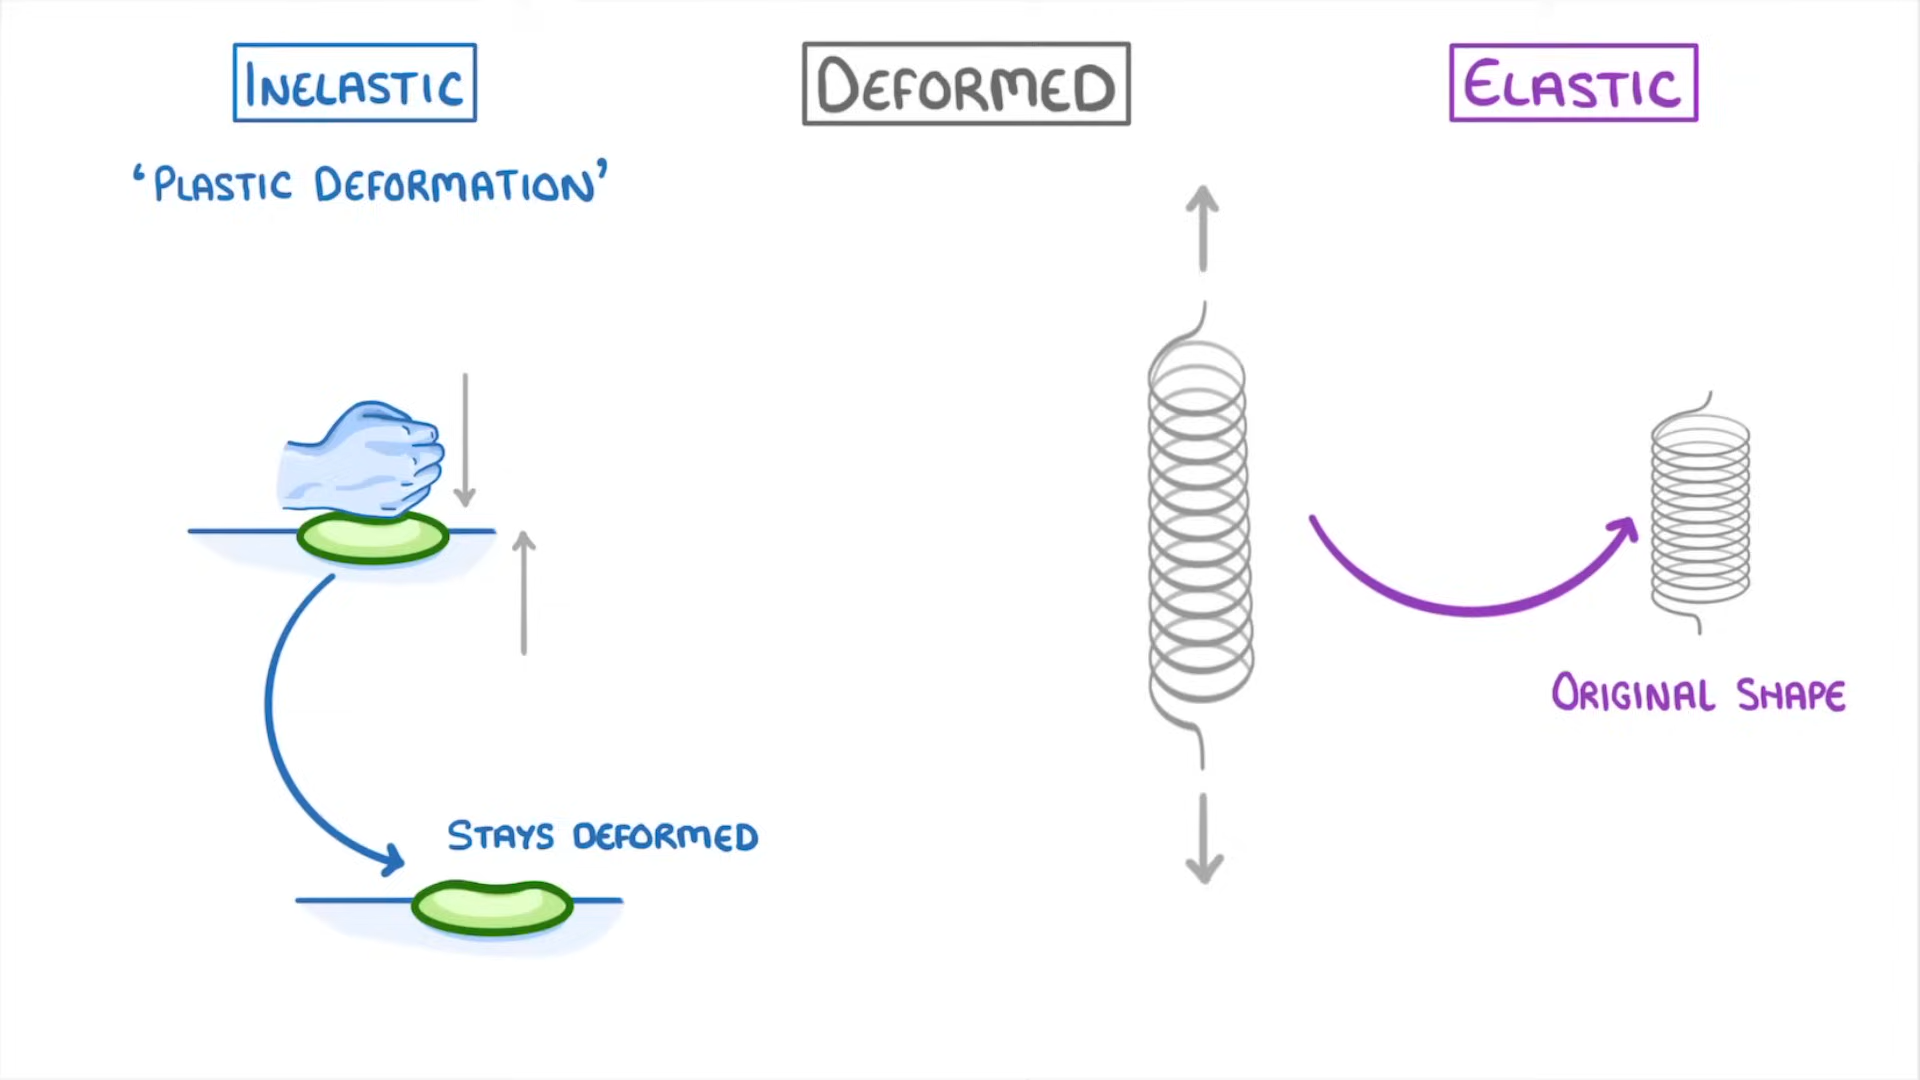 INELASTIC
DEFORMED
ELASTIC
‘PLASTIC DEFORMATION’
ORIGINAL SHAPE
STAYS DEFORMED